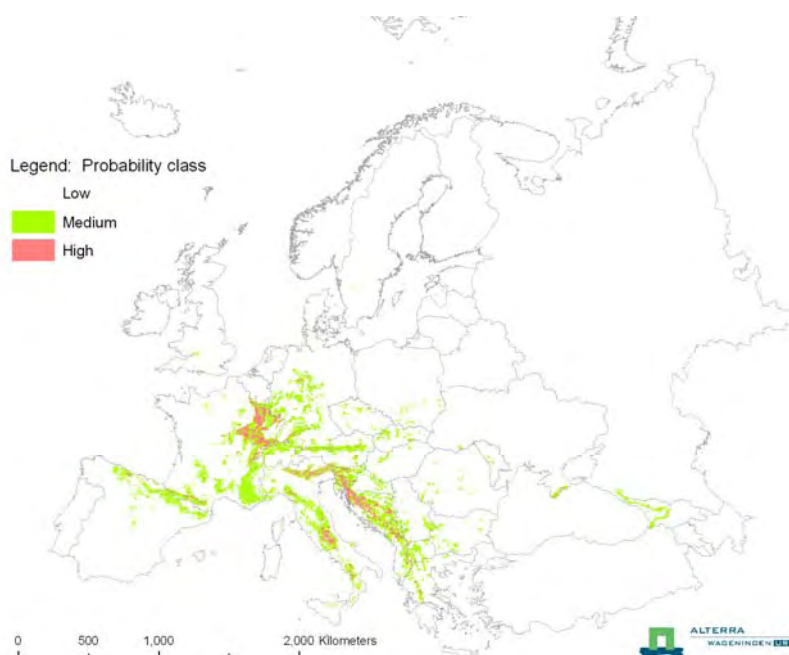 Legend: Probability class
Low
Medium
High
0 500 1,000 2,000 Kilometers
ALTERRA
WAGENINGEN UR